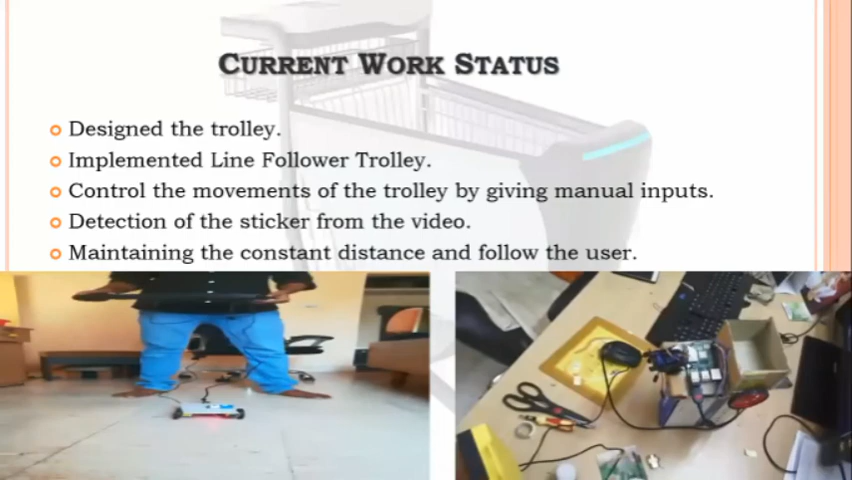 CURRENT WORK STATUS
Designed the trolley.
Implemented Line Follower Trolley.
Control the movements of the trolley by giving manual inputs.
Detection of the sticker from the video.
Maintaining the constant distance and follow the user.